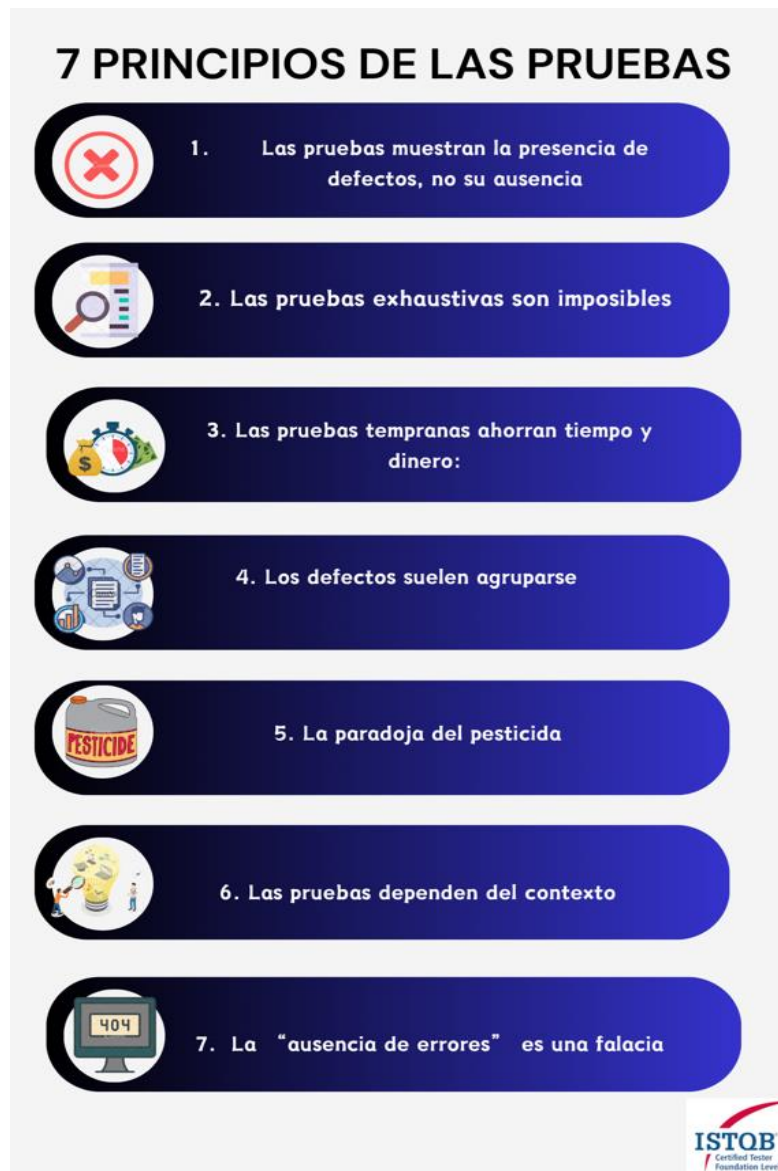 7 PRINCIPIOS DE LAS PRUEBAS
1. Las pruebas muestran la presencia de
defectos, no su ausencia
2. Las pruebas exhaustivas son imposibles
3. Las pruebas tempranas ahorran tiempo y
dinero:
$
4. Los defectos suelen agruparse
PESTICIDE
5. La paradoja del pesticida
6. Las pruebas dependen del contexto
404
7. La “ausencia de errores” es una falacia
ISTQB
Certified Tester
Foundation Leve